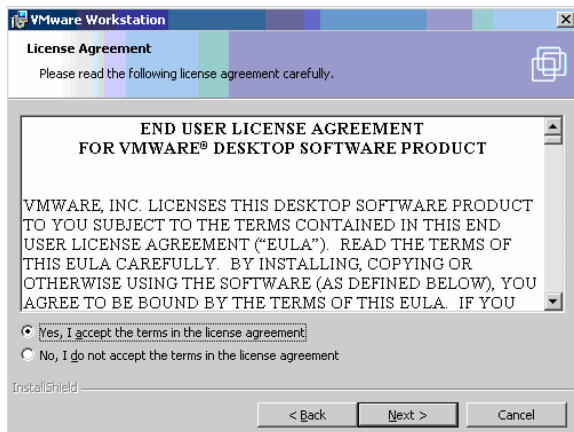 VMware Workstation
License Agreement
Please read the following license agreement carefully.
END USER LICENSE AGREEMENT
FOR VMWARE® DESKTOP SOFTWARE PRODUCT
VMWARE, INC. LICENSES THIS DESKTOP SOFTWARE PRODUCT
TO YOU SUBJECT TO THE TERMS CONTAINED IN THIS END
USER LICENSE AGREEMENT (“EULA”). READ THE TERMS OF
THIS EULA CAREFULLY. BY INSTALLING, COPYING OR
OTHERWISE USING THE SOFTWARE (AS DEFINED BELOW), YOU
AGREE TO BE BOUND BY THE TERMS OF THIS EULA. IF YOU
Yes, I accept the terms in the license agreement
No, I do not accept the terms in the license agreement
InstallShield
< Back Next > Cancel